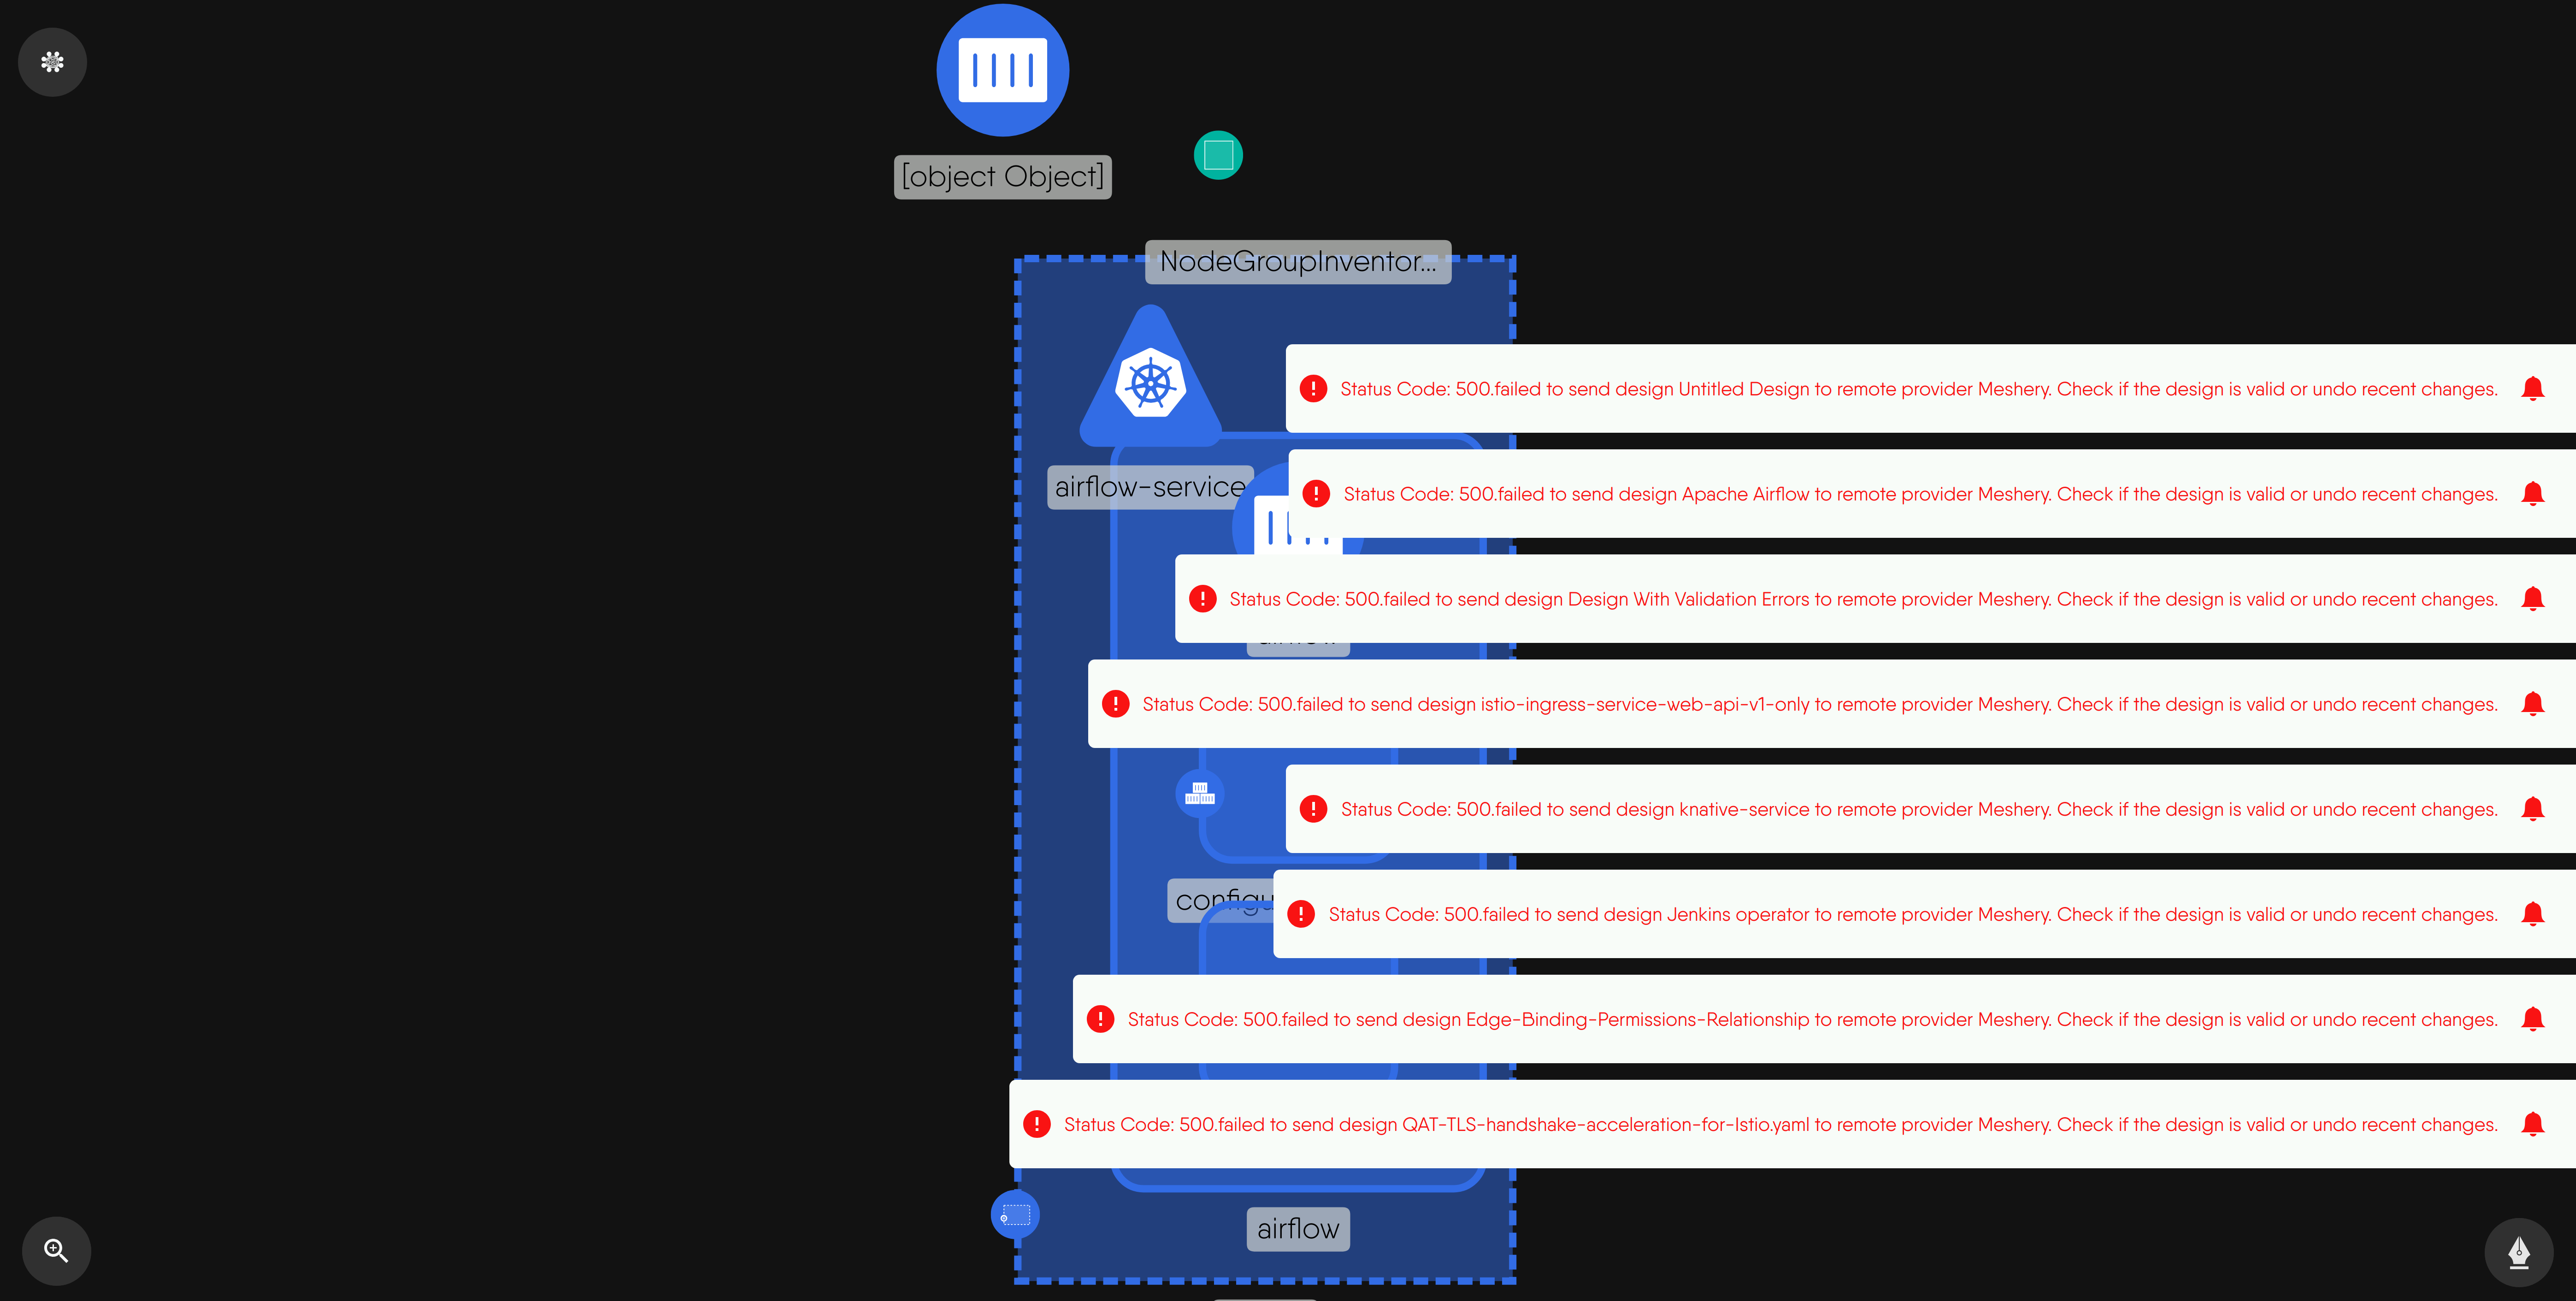 [object Object]
NodeGroupInventor...
Status Code: 500.failed to send design Untitled Design to remote provider Meshery. Check if the design is valid or undo recent changes.
airflow-service
Status Code: 500.failed to send design Apache Airflow to remote provider Meshery. Check if the design is valid or undo recent changes.
Status Code: 500.failed to send design Design With Validation Errors to remote provider Meshery. Check if the design is valid or undo recent changes.
Status Code: 500.failed to send design istio-ingress-service-web-api-v1-only to remote provider Meshery. Check if the design is valid or undo recent changes.
Status Code: 500.failed to send design knative-service to remote provider Meshery. Check if the design is valid or undo recent changes.
Status Code: 500.failed to send design Jenkins operator to remote provider Meshery. Check if the design is valid or undo recent changes.
Status Code: 500.failed to send design Edge-Binding-Permissions-Relationship to remote provider Meshery. Check if the design is valid or undo recent changes.
Status Code: 500.failed to send design QAT-TLS-handshake-acceleration-for-Istio.yaml to remote provider Meshery. Check if the design is valid or undo recent changes.
airflow